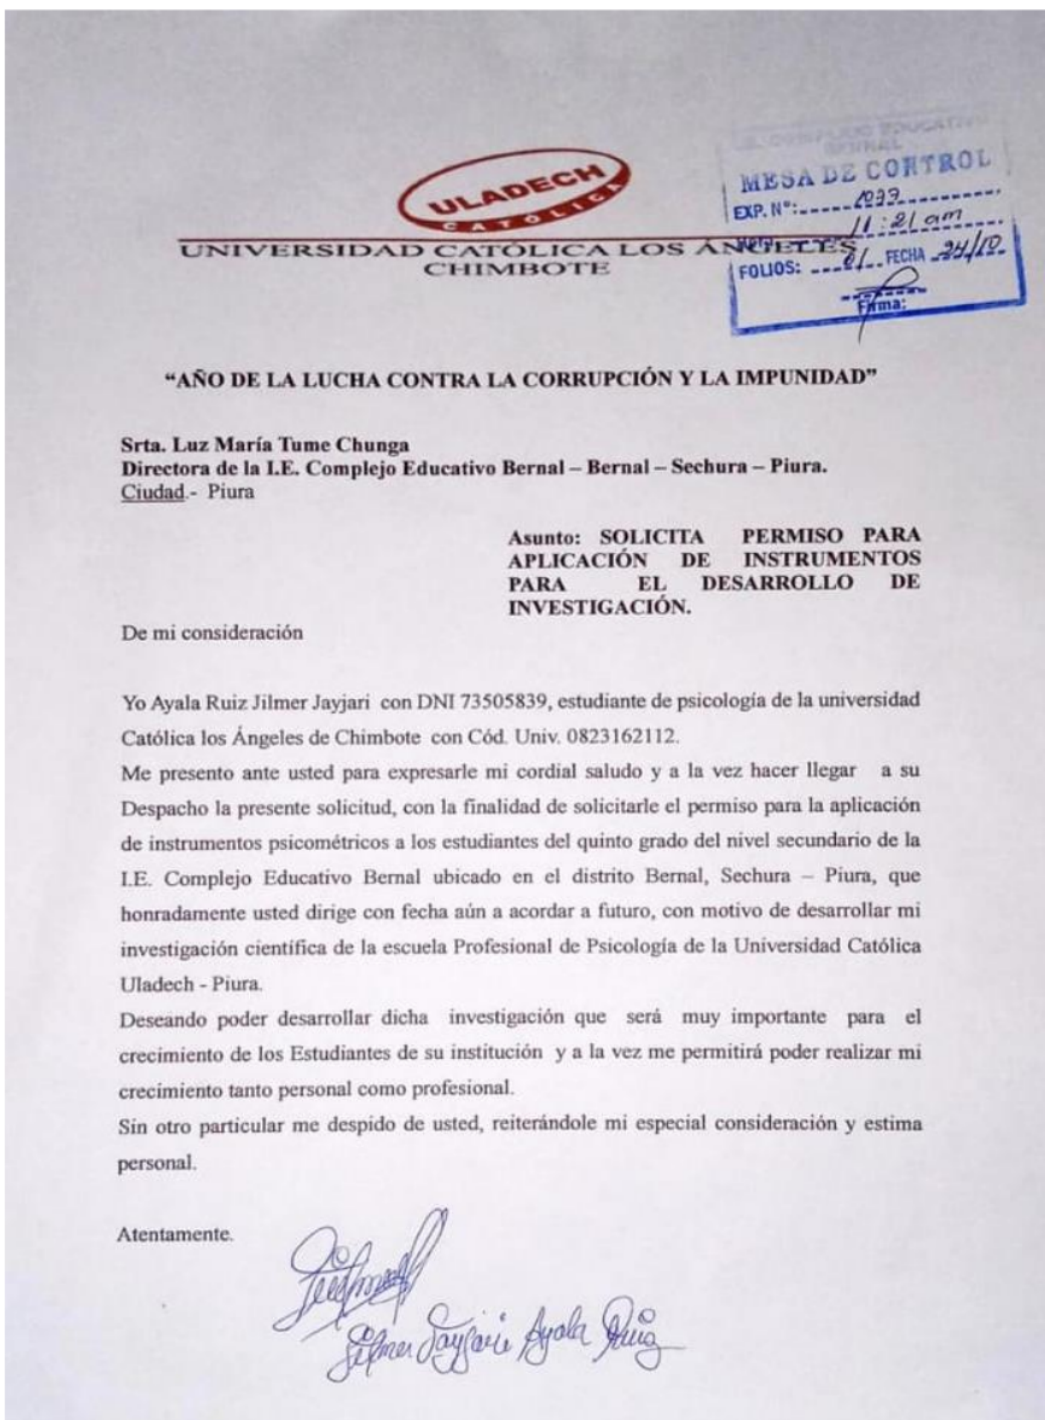 ULADECH
CATÓLICA
UNIVERSIDAD CATÓLICA LOS ÁNGELES
CHIMBOTE
COMPLEJO EDUCATIVO
BERNAL
MESA DE CONTROL
EXP. N°:
11:21 am
FOLIOS: 01 FECHA 24/10
Firma:
“AÑO DE LA LUCHA CONTRA LA CORRUPCIÓN Y LA IMPUNIDAD”
Srta. Luz María Tume Chunga
Directora de la I.E. Complejo Educativo Bernal – Bernal – Sechura – Piura.
Ciudad.- Piura
Asunto: SOLICITA PERMISO PARA
APLICACIÓN DE INSTRUMENTOS
PARA EL DESARROLLO DE
INVESTIGACIÓN.
De mi consideración
Yo Ayala Ruiz Jilmer Jayjari con DNI 73505839, estudiante de psicología de la universidad
Católica los Ángeles de Chimbote con Cód. Univ. 0823162112.
Me presento ante usted para expresarle mi cordial saludo y a la vez hacer llegar a su
Despacho la presente solicitud, con la finalidad de solicitarle el permiso para la aplicación
de instrumentos psicométricos a los estudiantes del quinto grado del nivel secundario de la
I.E. Complejo Educativo Bernal ubicado en el distrito Bernal, Sechura – Piura, que
honradamente usted dirige con fecha aún a acordar a futuro, con motivo de desarrollar mi
investigación científica de la escuela Profesional de Psicología de la Universidad Católica
Uladech - Piura.
Deseando poder desarrollar dicha investigación que será muy importante para el
crecimiento de los Estudiantes de su institución y a la vez me permitirá poder realizar mi
crecimiento tanto personal como profesional.
Sin otro particular me despido de usted, reiterándole mi especial consideración y estima
personal.
Atentamente.
Jilmer Jayjarie Ayala Ruiz